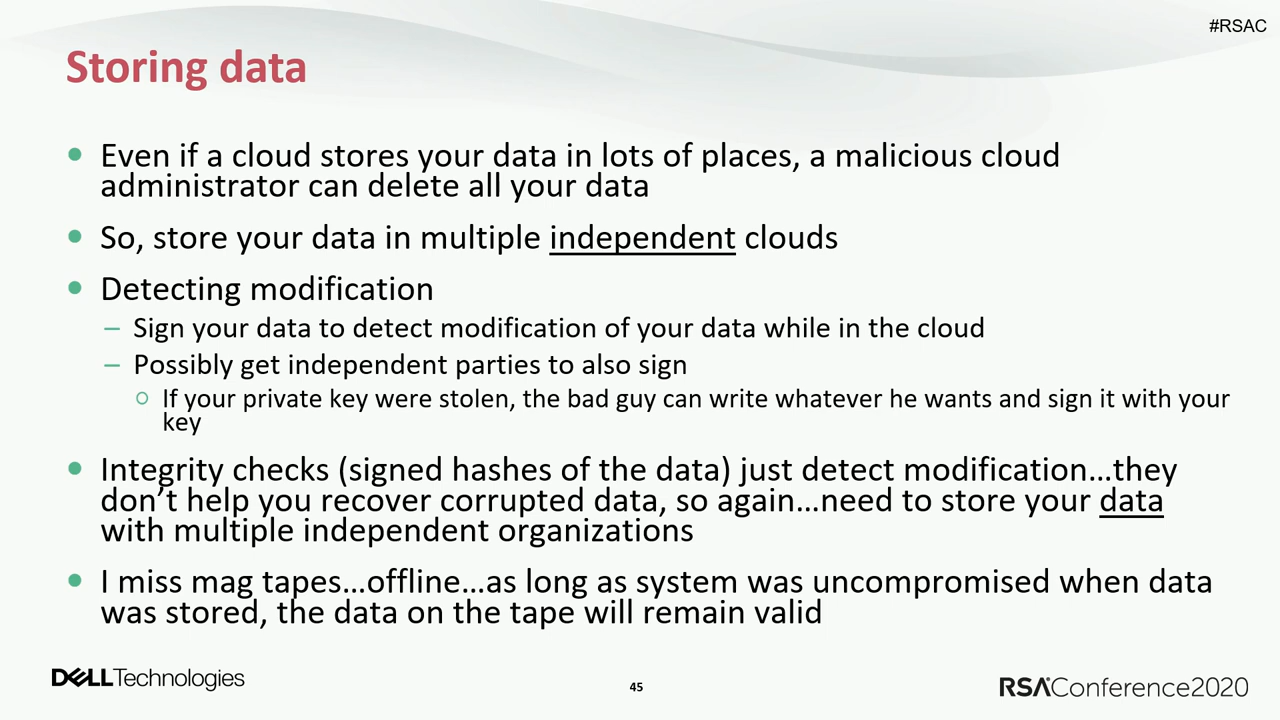 #RSAC
Storing data
• Even if a cloud stores your data in lots of places, a malicious cloud
administrator can delete all your data
• So, store your data in multiple independent clouds
• Detecting modification
– Sign your data to detect modification of your data while in the cloud
– Possibly get independent parties to also sign
○ If your private key were stolen, the bad guy can write whatever he wants and sign it with your
key
• Integrity checks (signed hashes of the data) just detect modification…they
don’t help you recover corrupted data, so again…need to store your data
with multiple independent organizations
• I miss mag tapes…offline…as long as system was uncompromised when data
was stored, the data on the tape will remain valid
DELLTechnologies
45
RSAConference2020